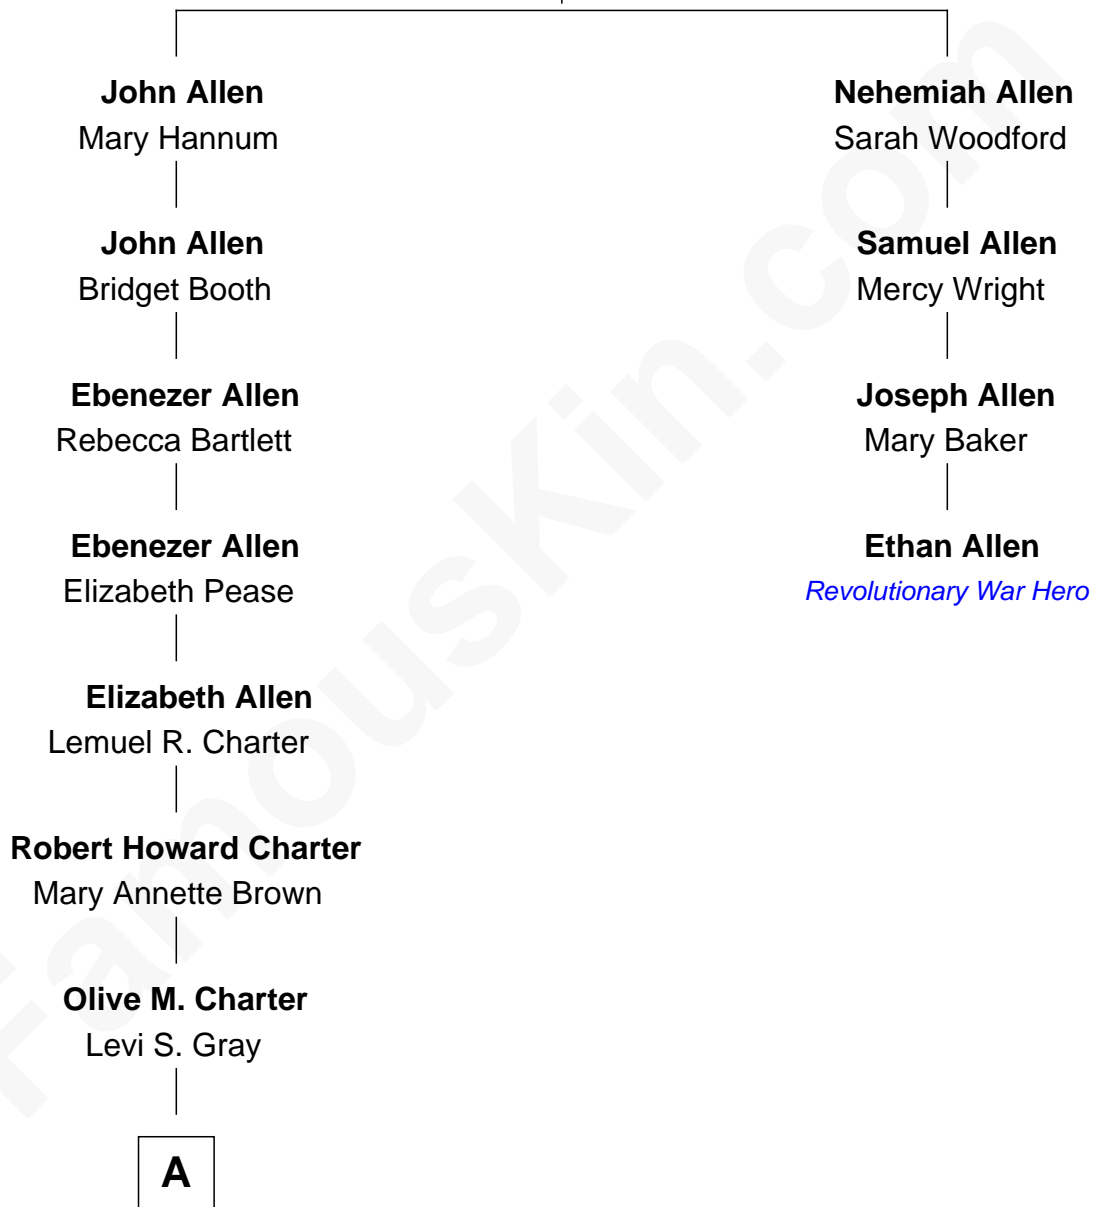 John Allen
Mary Hannum
John Allen
Bridget Booth
Ebenezer Allen
Rebecca Bartlett
Ebenezer Allen
Elizabeth Pease
Elizabeth Allen
Lemuel R. Charter
Robert Howard Charter
Mary Annette Brown
Olive M. Charter
Levi S. Gray
A
Nehemiah Allen
Sarah Woodford
Samuel Allen
Mercy Wright
Joseph Allen
Mary Baker
Ethan Allen
Revolutionary War Hero
FamousKin.com